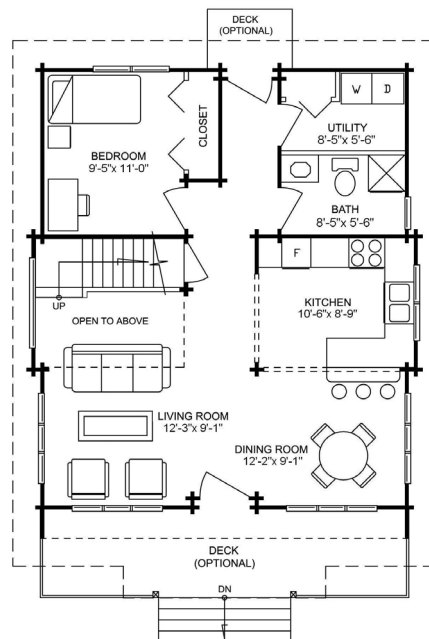 DECK
(OPTIONAL)
W D
CLOSET
UTILITY
8'-5"x 5'-6"
BEDROOM
9'-5"x 11'-0"
BATH
8'-5"x 5'-6"
F
KITCHEN
10'-6"x 8'-9"
UP
OPEN TO ABOVE
LIVING ROOM
12'-3"x 9'-1"
DINING ROOM
12'-2"x 9'-1"
DECK
(OPTIONAL)
DN